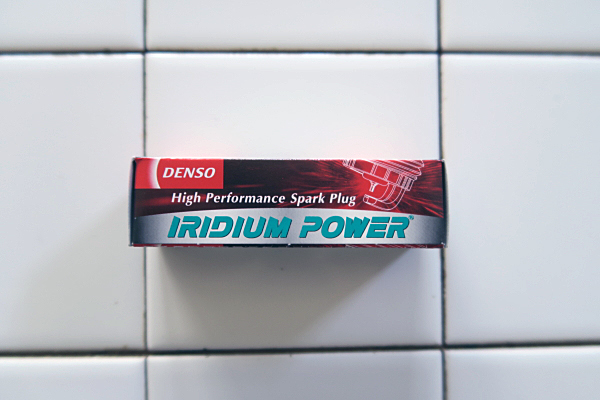 DENSO
High Performance Spark Plug
IRIDIUM POWER®